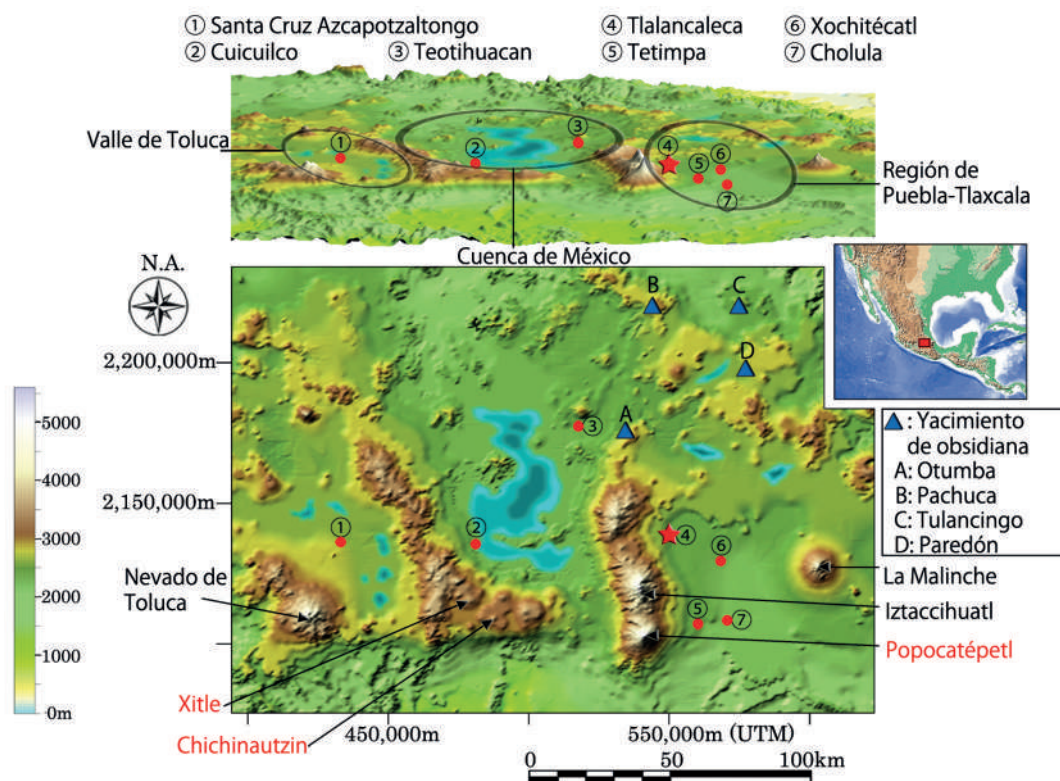 ① Santa Cruz Azcapotzaltongo
④ Tlalancaleca
⑥ Xochitécatl
② Cuicuilco
③ Teotihuacan
⑤ Tetimpa
⑦ Cholula
Valle de Toluca
①
②
③
④
⑤
⑥
⑦
Región de
Puebla-Tlaxcala
Cuenca de México
N.A.
B
C
D
A
2,200,000m
2,150,000m
5000
4000
3000
2000
1000
0m
③
①
②
④
⑥
⑤
⑦
: Yacimiento
de obsidiana
A: Otumba
B: Pachuca
C: Tulancingo
D: Paredón
La Malinche
Iztaccihuatl
Popocatépetl
Nevado de
Toluca
Xitle
Chichinautzin
450,000m
550,000m (UTM)
0
50
100km